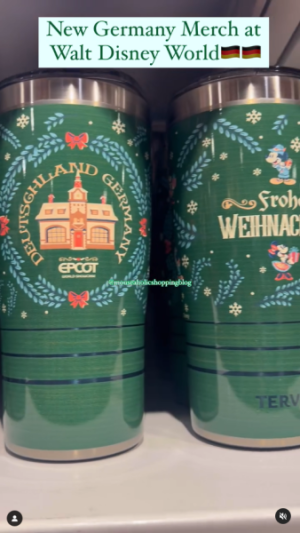 New Germany Merch at
Walt Disney World🇩🇪🇩🇪
DEUTSCHLAND GERMANY
EPCOT
Frohe
WEIHNAC
TERV